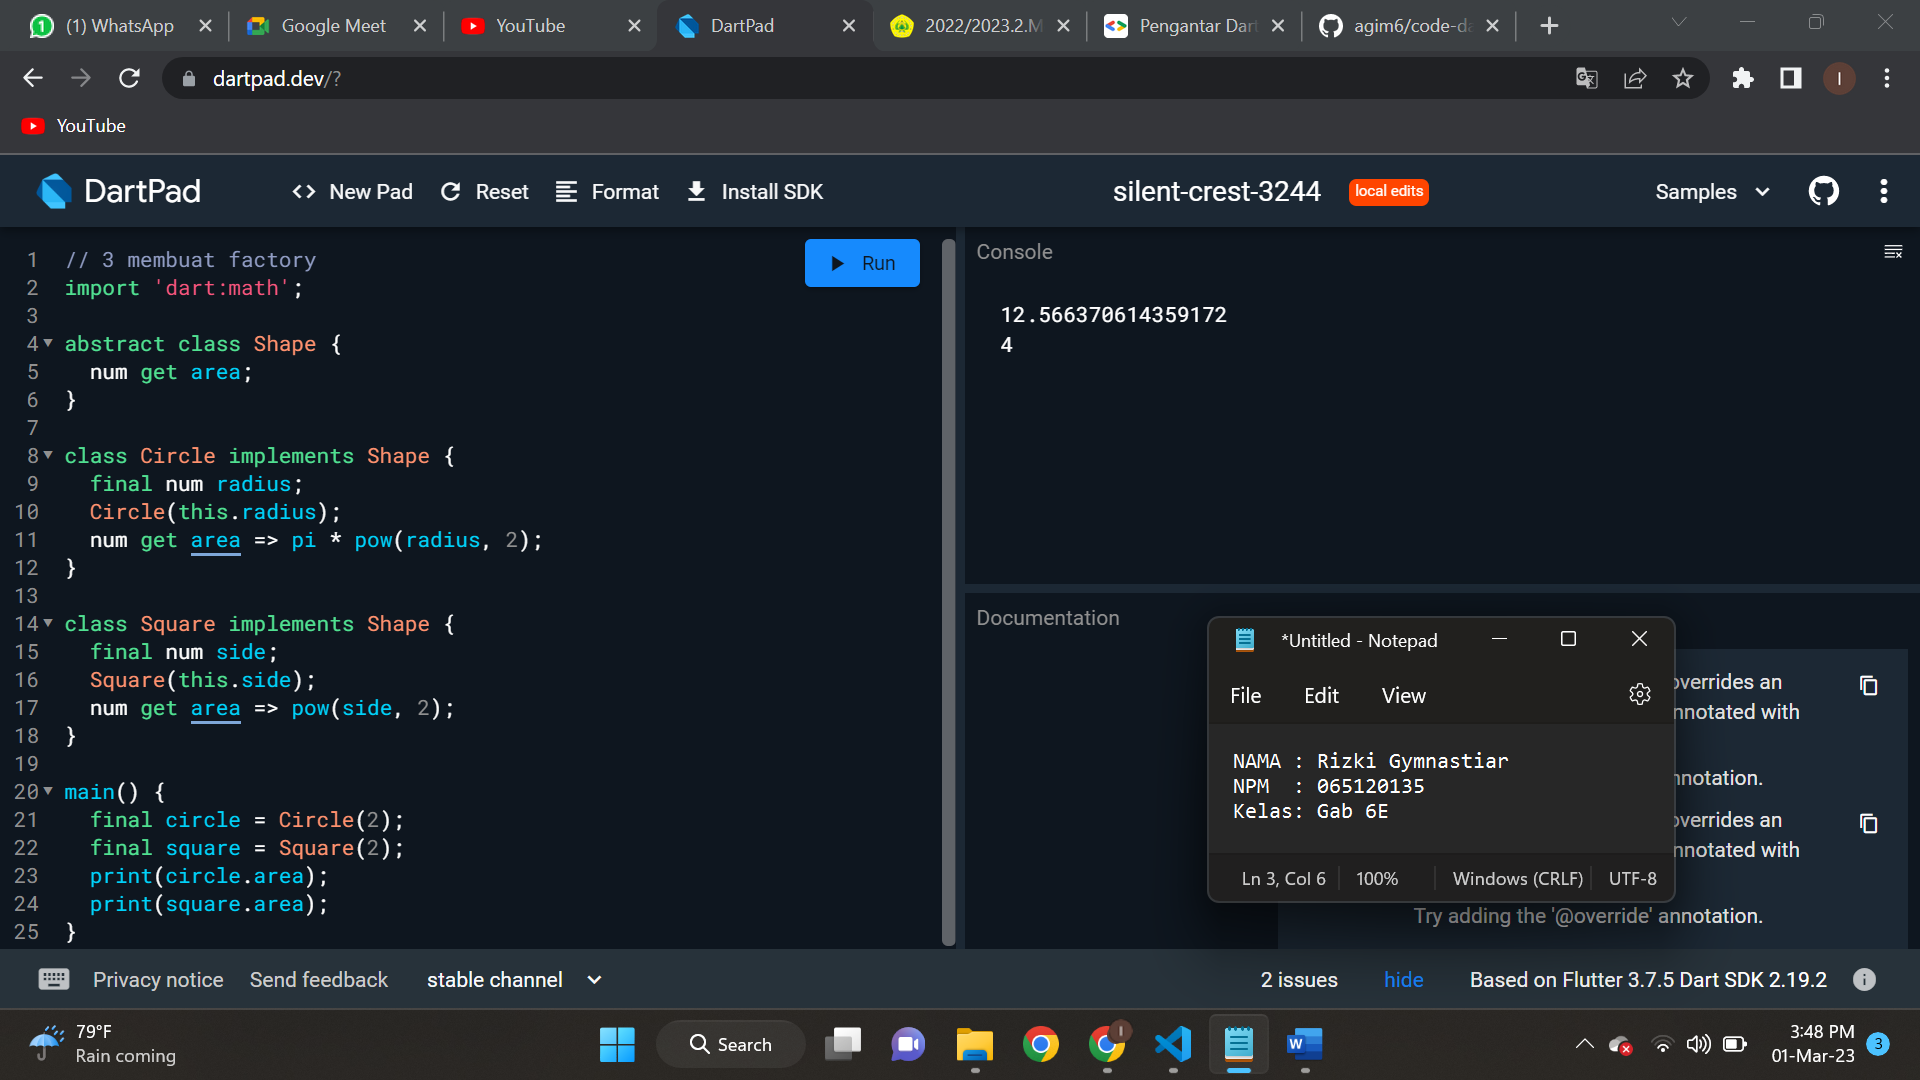 (1) WhatsApp
Google Meet
YouTube
DartPad
2022/2023.2.M
Pengantar Dart
agim6/code-da
dartpad.dev/?
I
YouTube
DartPad
New Pad
Reset
Format
Install SDK
silent-crest-3244
local edits
Samples
1 // 3 membuat factory
2 import 'dart:math';
3
4 abstract class Shape {
5 num get area;
6 }
7
8 class Circle implements Shape {
9 final num radius;
10 Circle(this.radius);
11 num get area => pi * pow(radius, 2);
12 }
13
14 class Square implements Shape {
15 final num side;
16 Square(this.side);
17 num get area => pow(side, 2);
18 }
19
20 main() {
21 final circle = Circle(2);
22 final square = Square(2);
23 print(circle.area);
24 print(square.area);
25 }
Run
Console
12.566370614359172
4
Documentation
overrides an
nnotated with
nnotation.
overrides an
nnotated with
Try adding the '@override' annotation.
*Untitled - Notepad
File Edit View
NAMA : Rizki Gymnastiar
NPM : 065120135
Kelas: Gab 6E
Ln 3, Col 6
100%
Windows (CRLF)
UTF-8
Privacy notice
Send feedback
stable channel
2 issues
hide
Based on Flutter 3.7.5 Dart SDK 2.19.2
79°F
Rain coming
Search
3:48 PM
01-Mar-23
3